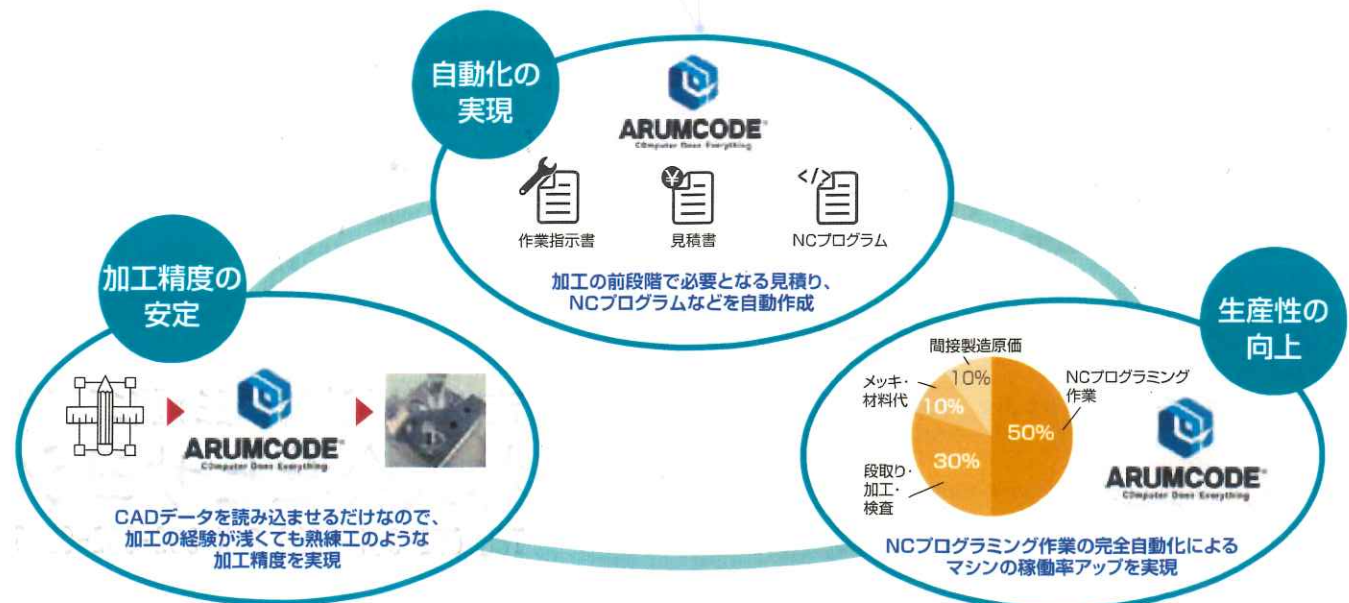 自動化の
実現
ARUMCODE
COmputer Does Everything
</>
¥
作業指示書
見積書
NCプログラム
加工の前段階で必要となる見積り、
NCプログラムなどを自動作成
加工精度の
安定
ARUMCODE
COmputer Does Everything
CADデータを読み込ませるだけなので、
加工の経験が浅くても熟練工のような
加工精度を実現
生産性の
向上
間接製造原価
10%
メッキ・
材料代
10%
NCプログラミング
作業
50%
30%
段取り・
加工・
検査
ARUMCODE
COmputer Does Everything
NCプログラミング作業の完全自動化による
マシンの稼働率アップを実現